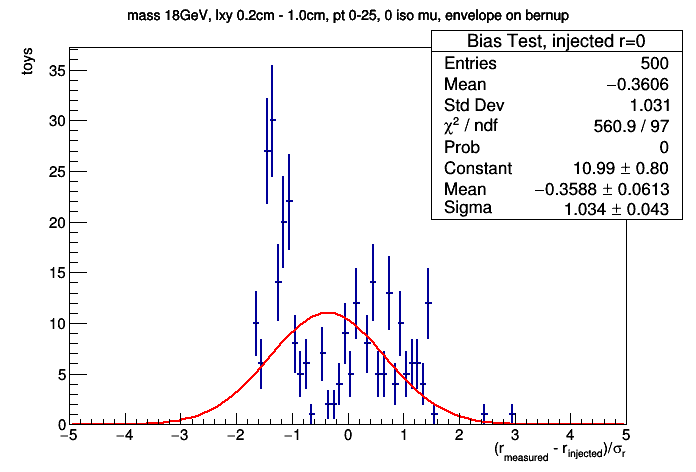 mass 18GeV, lxy 0.2cm - 1.0cm, pt 0-25, 0 iso mu, envelope on bernup
Bias Test, injected r=0
Entries 500
Mean −0.3606
Std Dev 1.031
χ² / ndf 560.9 / 97
Prob 0
Constant 10.99 ± 0.80
Mean −0.3588 ± 0.0613
Sigma 1.034 ± 0.043
toys
35
30
25
20
15
10
5
0
−5 −4 −3 −2 −1 0 1 2 3 4 5
(r_measured - r_injected)/σ_r